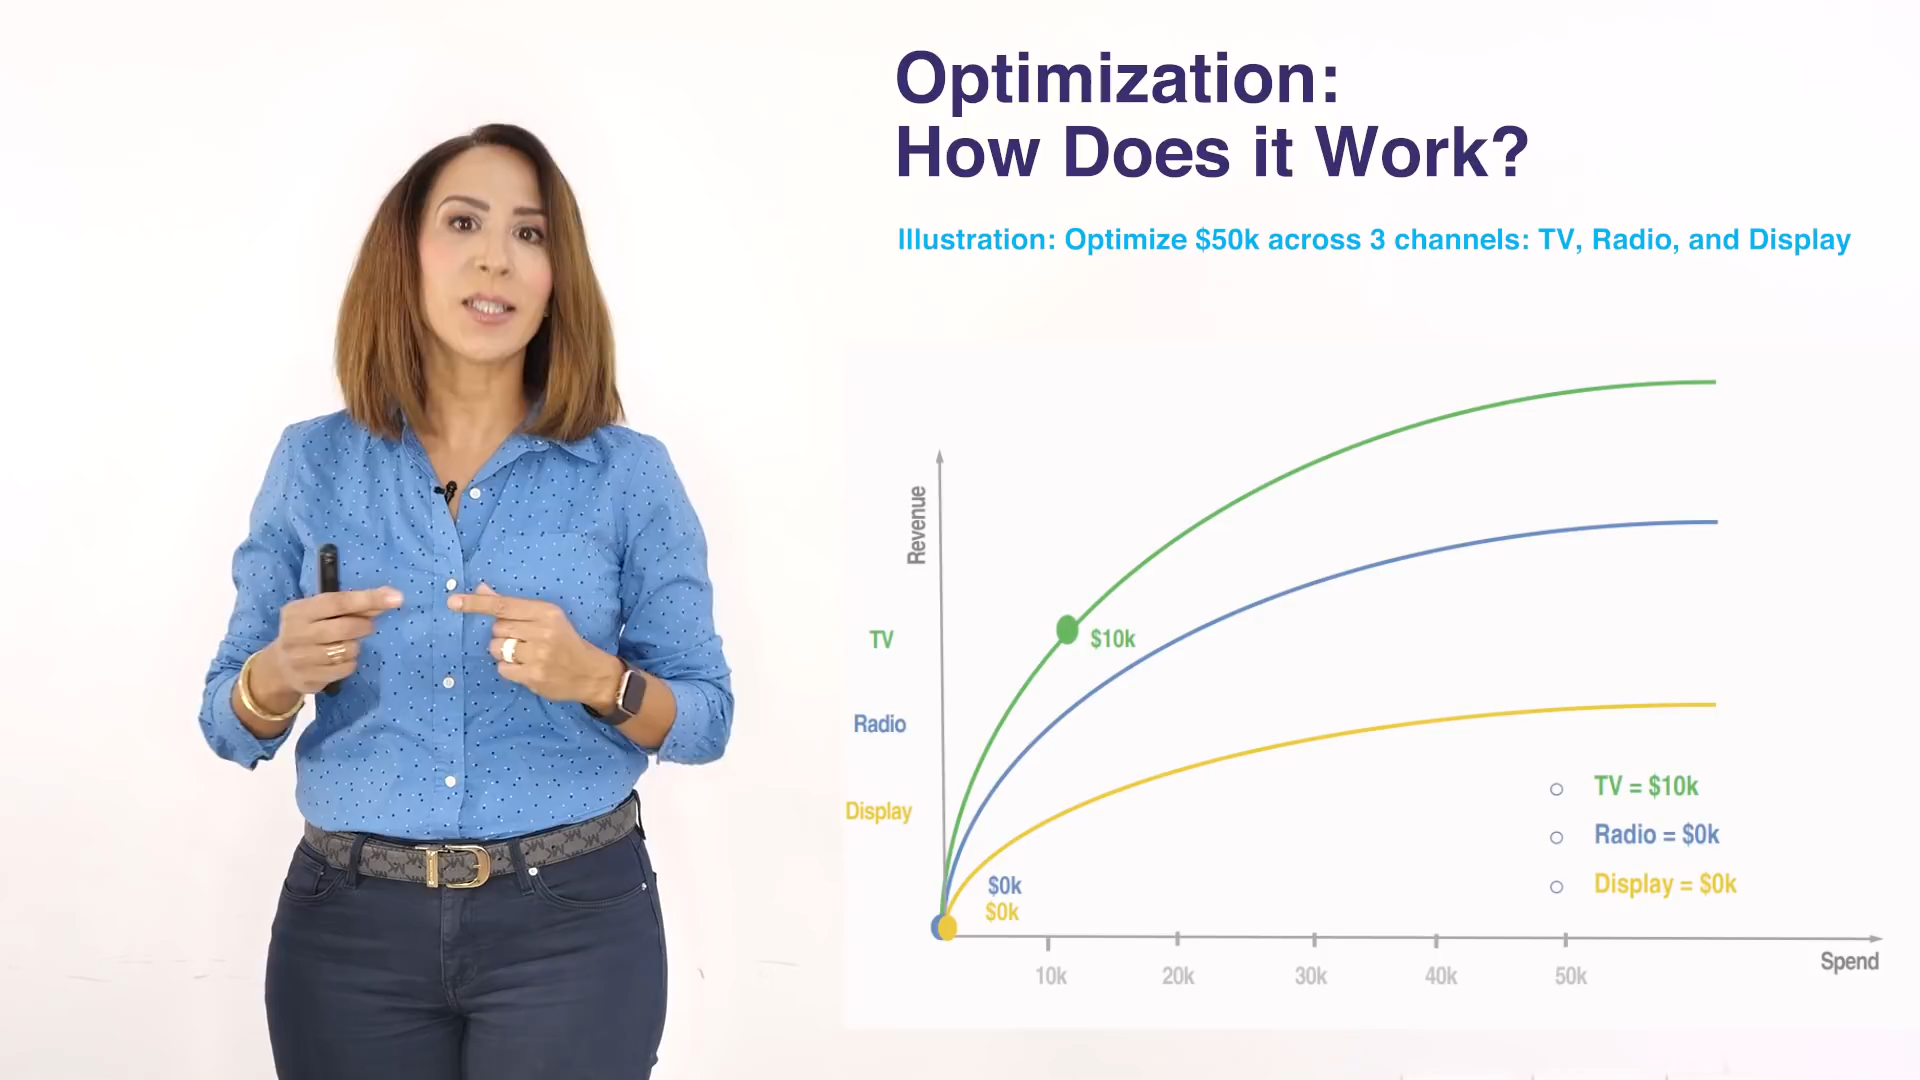 Optimization:
How Does it Work?
Illustration: Optimize $50k across 3 channels: TV, Radio, and Display
Revenue
TV
$10k
Radio
Display
TV = $10k
Radio = $0k
Display = $0k
$0k
$0k
10k 20k 30k 40k 50k
Spend